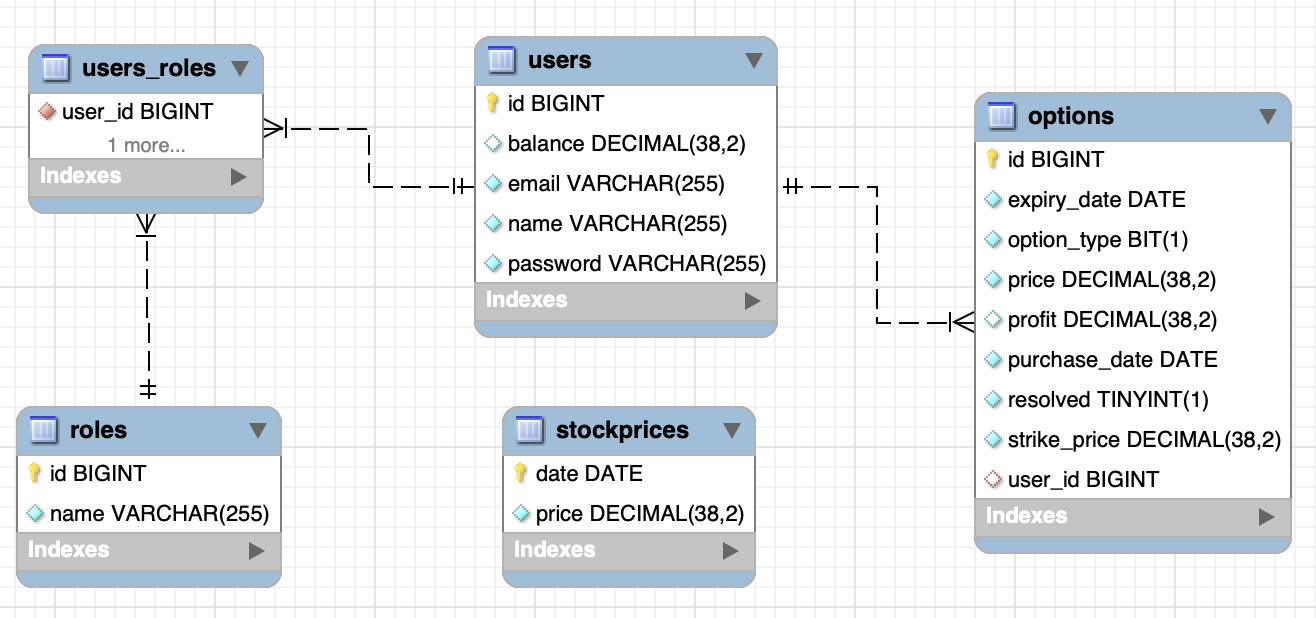 users_roles
user_id BIGINT
1 more...
Indexes
users
id BIGINT
balance DECIMAL(38,2)
email VARCHAR(255)
name VARCHAR(255)
password VARCHAR(255)
Indexes
options
id BIGINT
expiry_date DATE
option_type BIT(1)
price DECIMAL(38,2)
profit DECIMAL(38,2)
purchase_date DATE
resolved TINYINT(1)
strike_price DECIMAL(38,2)
user_id BIGINT
Indexes
roles
id BIGINT
name VARCHAR(255)
Indexes
stockprices
date DATE
price DECIMAL(38,2)
Indexes